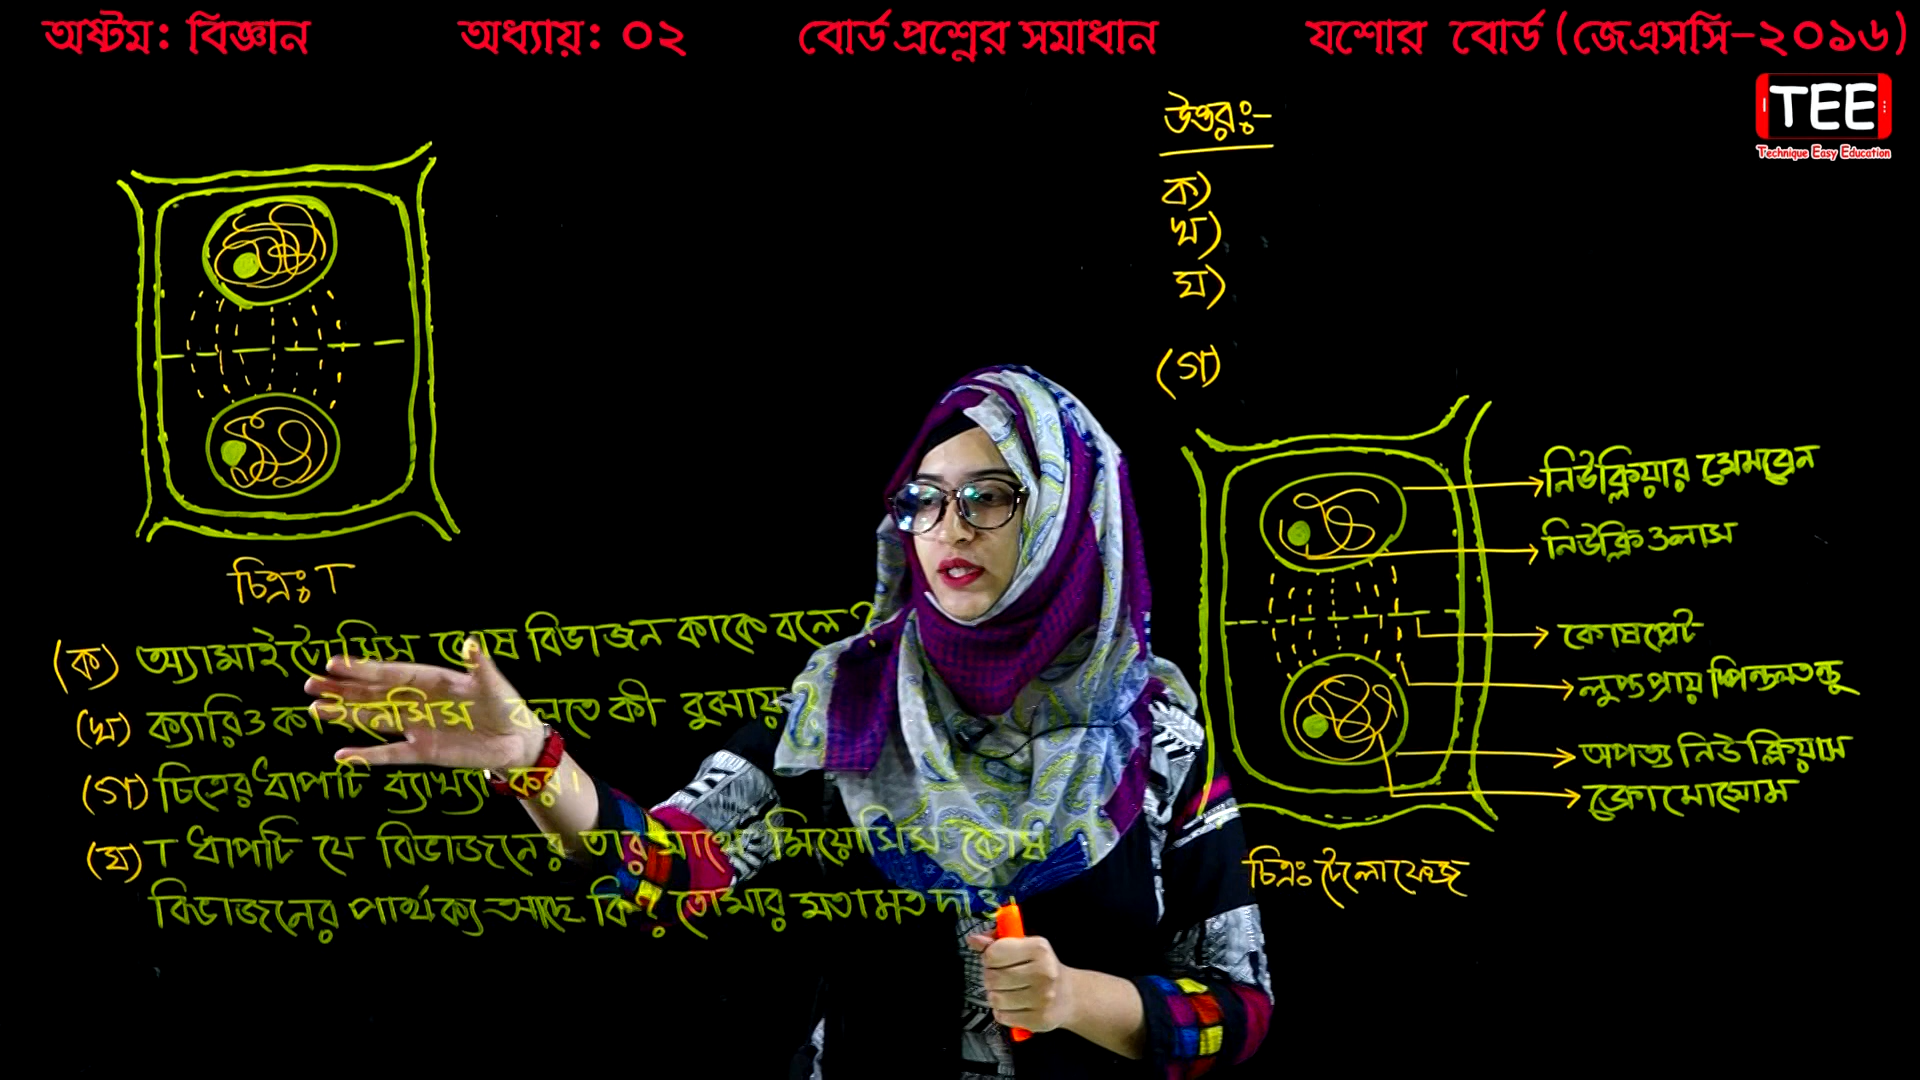 অষ্টম: বিজ্ঞান অধ্যায়: ০২ বোর্ড প্রশ্নের সমাধান যশোর বোর্ড (জেএসসি-২০১৬)
TEE
Technique Easy Education
চিত্রঃ T
(ক) অ্যামাইটোসিস কোষ বিভাজন কাকে বলে?
(খ) ক্যারিওকাইনেসিস বলতে কী বুঝায়
(গ) চিত্রের ধাপটি ব্যাখ্যা কর।
(ঘ) T ধাপটি যে বিভাজনের তার সাথে মিয়োসিস কোষ
বিভাজনের পার্থক্য আছে কি? তোমার মতামত দাও।
উত্তরঃ-
ক)
খ)
ঘ)
(গ)
নিউক্লিয়ার মেমব্রেন
নিউক্লিওলাস
কোষপ্লেট
লুপ্তপ্রায় স্পিন্ডলতন্তু
অপত্য নিউক্লিয়াস
ক্রোমোসোম
চিত্রঃ টেলোফেজ